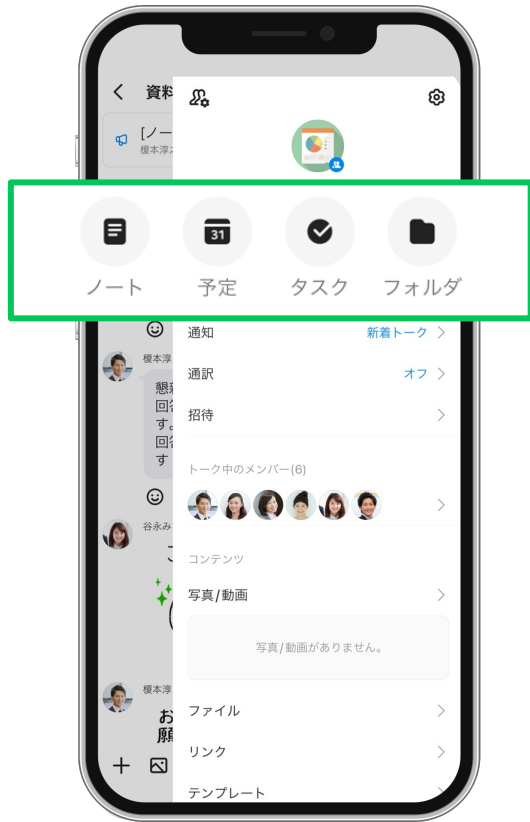 資料
[ノー
榎本淳
31
ノート 予定 タスク フォルダ
通知 新着トーク
榎本淳
通訳 オフ
懇親
回答
す。
回答
す
招待
トーク中のメンバー(6)
谷永み
こ
コンテンツ
写真/動画
写真/動画がありません。
榎本淳
お
願
ファイル
リンク
テンプレート